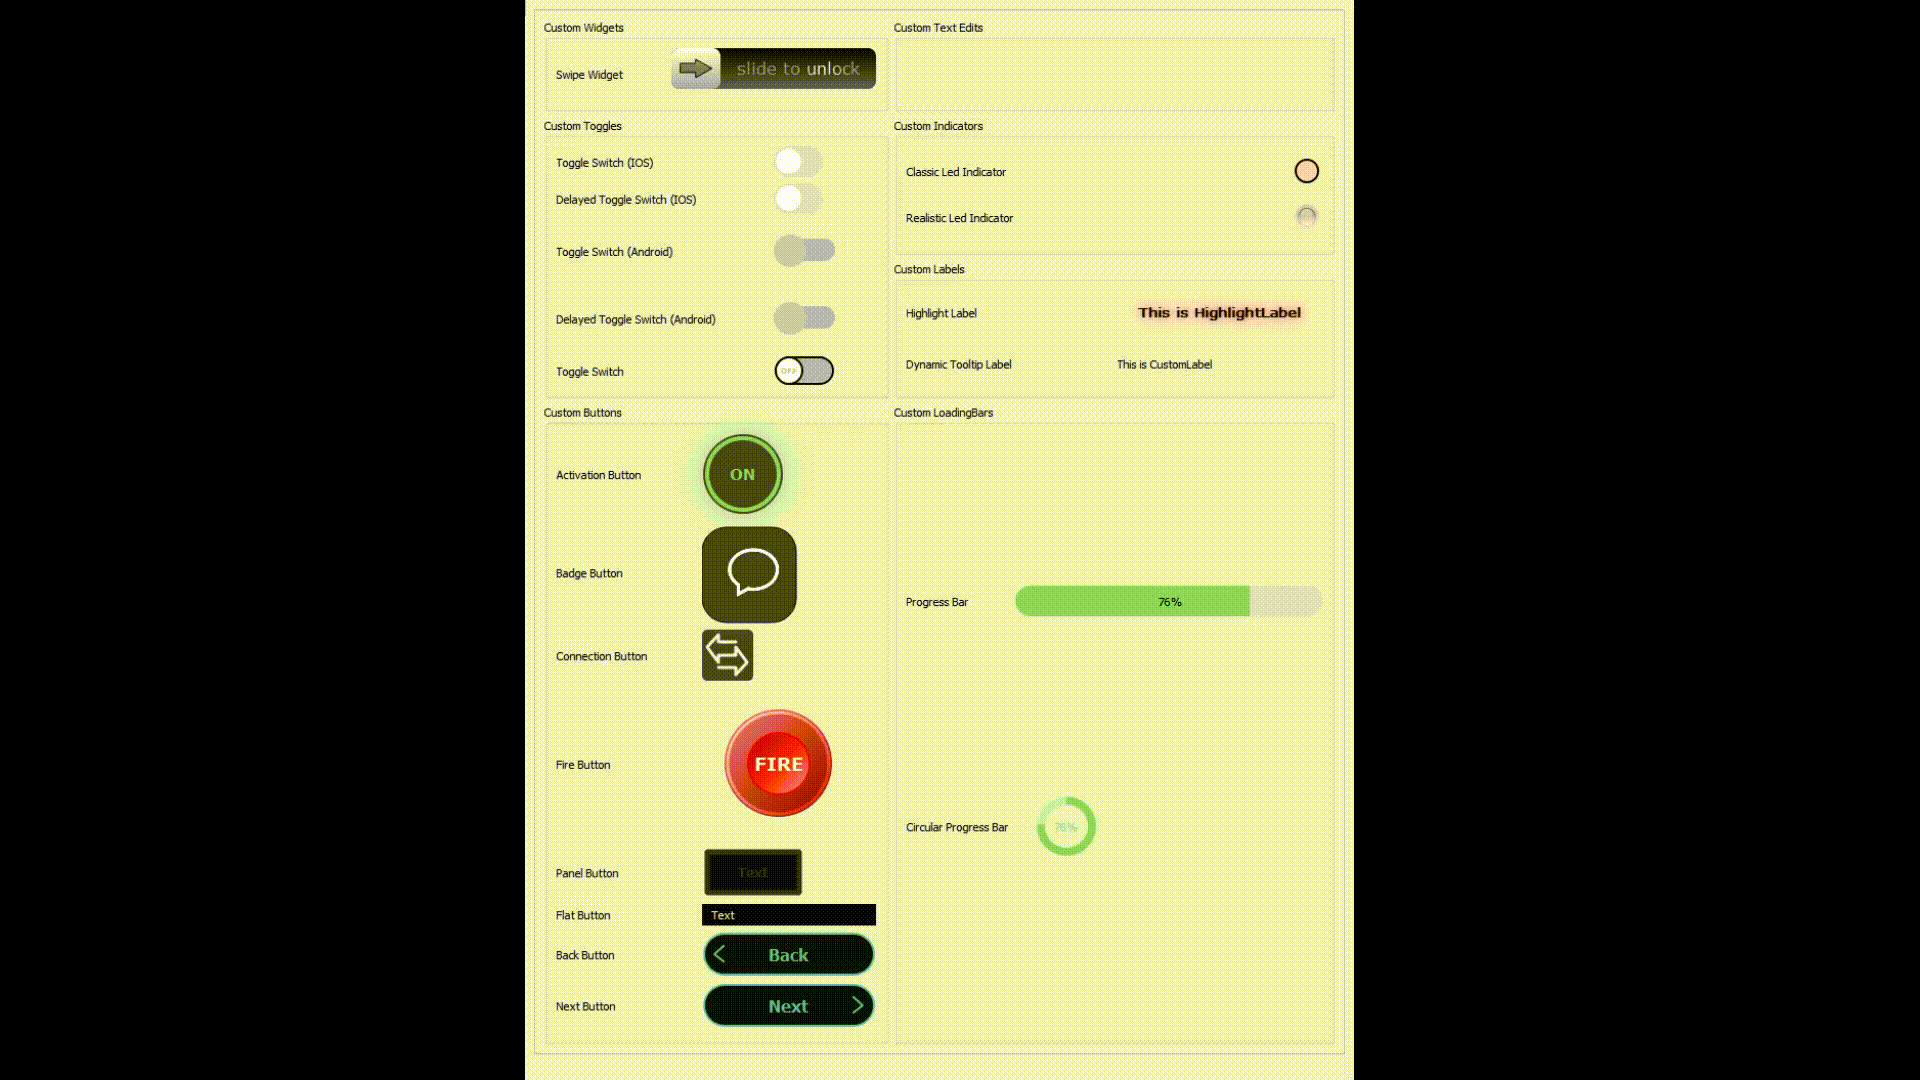 Custom Widgets
Swipe Widget
slide to unlock
Custom Toggles
Toggle Switch (IOS)
Delayed Toggle Switch (IOS)
Toggle Switch (Android)
Delayed Toggle Switch (Android)
Toggle Switch
OFF
Custom Buttons
Activation Button
ON
Badge Button
Connection Button
Fire Button
FIRE
Panel Button
Text
Flat Button
Text
Back Button
Back
Next Button
Next
Custom Text Edits
Custom Indicators
Classic Led Indicator
Realistic Led Indicator
Custom Labels
Highlight Label
This is HighlightLabel
Dynamic Tooltip Label
This is CustomLabel
Custom LoadingBars
Progress Bar
76%
Circular Progress Bar
76%